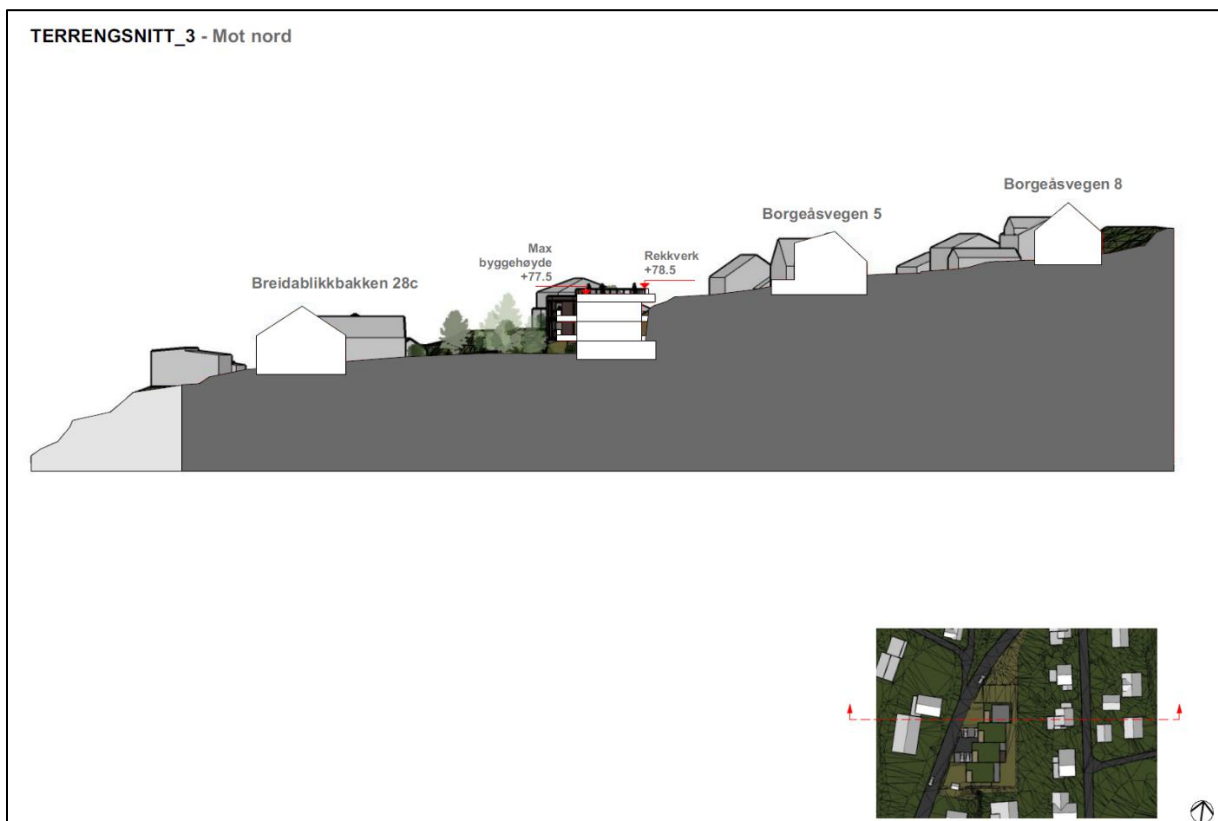 TERRENGSNITT_3 - Mot nord
Borgeåsvegen 8
Borgeåsvegen 5
Max
byggehøyde
+77.5
Rekkverk
+78.5
Breidablikkbakken 28c